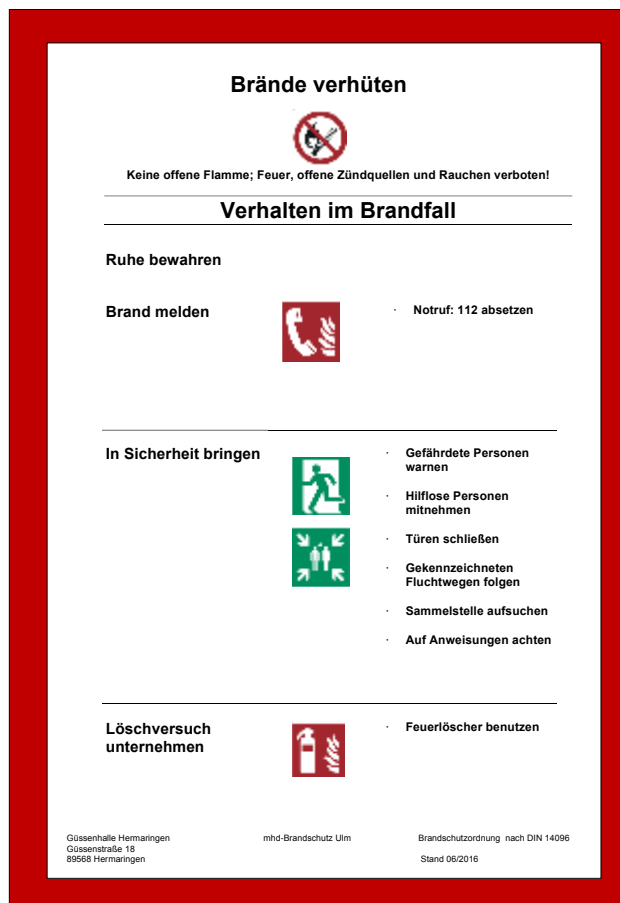 Brände verhüten
Keine offene Flamme; Feuer, offene Zündquellen und Rauchen verboten!
Verhalten im Brandfall
Ruhe bewahren
Brand melden
· Notruf: 112 absetzen
In Sicherheit bringen
· Gefährdete Personen
warnen
· Hilflose Personen
mitnehmen
· Türen schließen
· Gekennzeichneten
Fluchtwegen folgen
· Sammelstelle aufsuchen
· Auf Anweisungen achten
Löschversuch
unternehmen
· Feuerlöscher benutzen
Güssenhalle Hermaringen
Güssenstraße 18
89568 Hermaringen
mhd-Brandschutz Ulm
Brandschutzordnung nach DIN 14096
Stand 06/2016